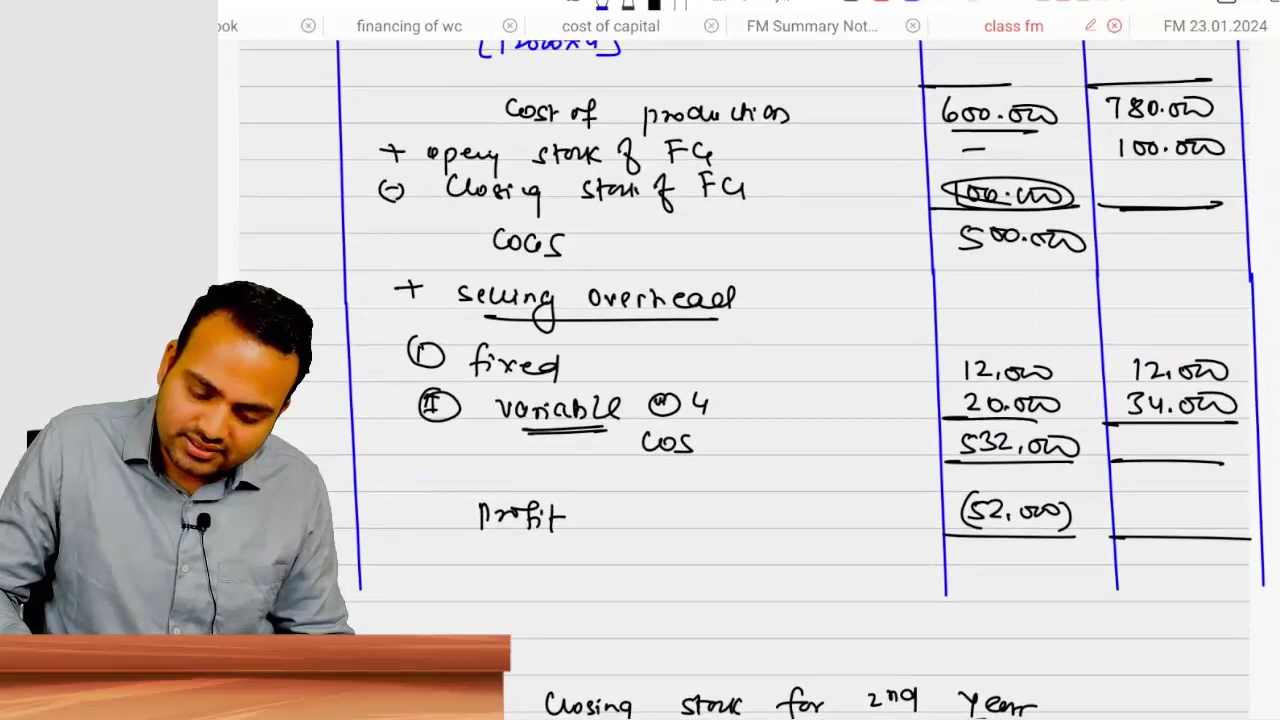 ook financing of wc cost of capital FM Summary Not... class fm FM 23.01.2024
Cost of production 600.000 780.000
+ openy stock of FG — 100.000
(-) Closing stock of FG 100.000
COGS 500.000
+ selling overhead
(I) fixed 12,000 12,000
(II) variable @ 4 20.000 34.000
COS 532,000
Profit (52,000)
Closing stock for 2nd Year